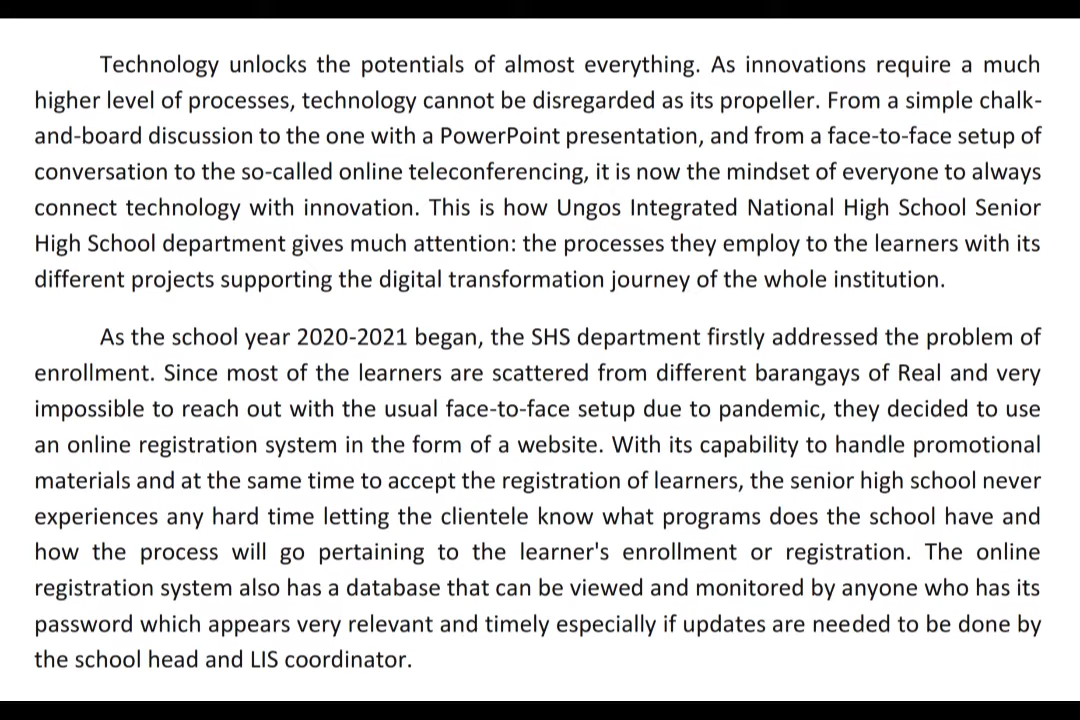 Technology unlocks the potentials of almost everything. As innovations require a much
higher level of processes, technology cannot be disregarded as its propeller. From a simple chalk-
and-board discussion to the one with a PowerPoint presentation, and from a face-to-face setup of
conversation to the so-called online teleconferencing, it is now the mindset of everyone to always
connect technology with innovation. This is how Ungos Integrated National High School Senior
High School department gives much attention: the processes they employ to the learners with its
different projects supporting the digital transformation journey of the whole institution.
As the school year 2020-2021 began, the SHS department firstly addressed the problem of
enrollment. Since most of the learners are scattered from different barangays of Real and very
impossible to reach out with the usual face-to-face setup due to pandemic, they decided to use
an online registration system in the form of a website. With its capability to handle promotional
materials and at the same time to accept the registration of learners, the senior high school never
experiences any hard time letting the clientele know what programs does the school have and
how the process will go pertaining to the learner's enrollment or registration. The online
registration system also has a database that can be viewed and monitored by anyone who has its
password which appears very relevant and timely especially if updates are needed to be done by
the school head and LIS coordinator.